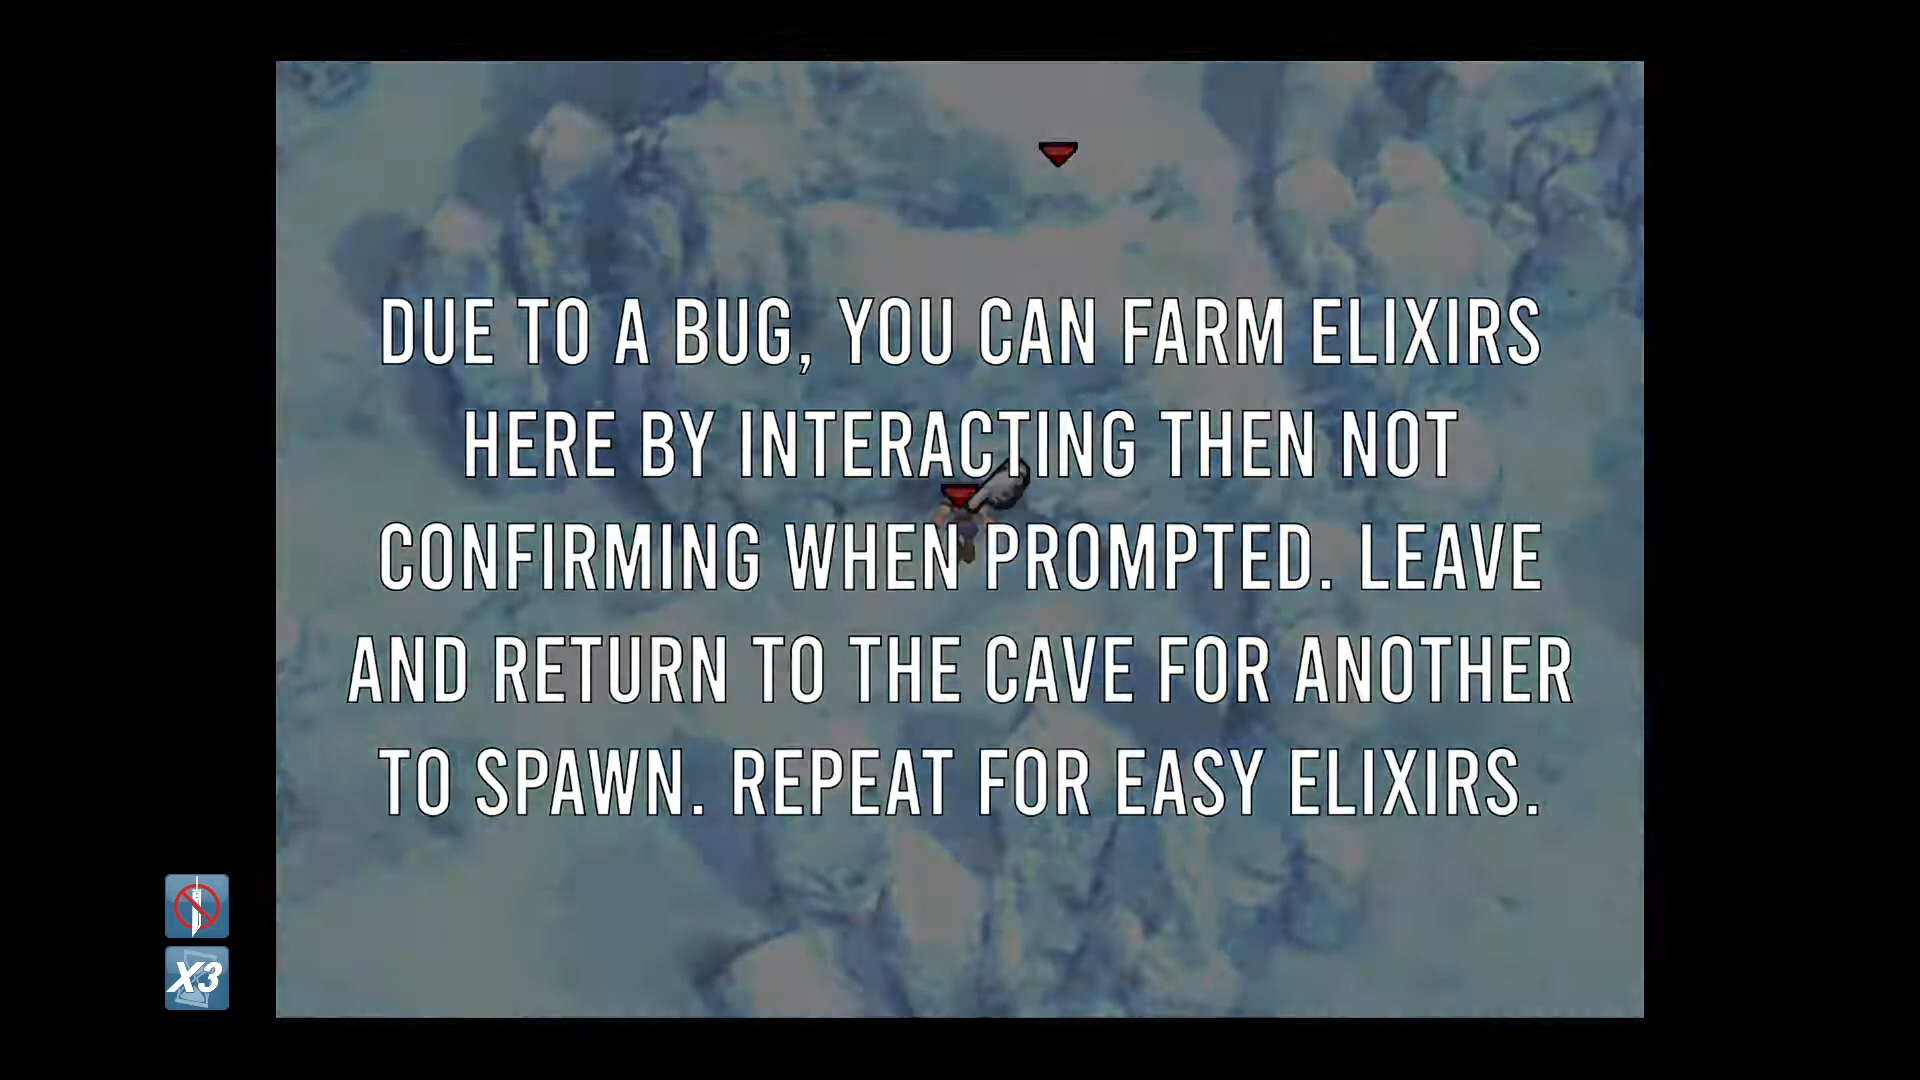 DUE TO A BUG, YOU CAN FARM ELIXIRS
HERE BY INTERACTING THEN NOT
CONFIRMING WHEN PROMPTED. LEAVE
AND RETURN TO THE CAVE FOR ANOTHER
TO SPAWN. REPEAT FOR EASY ELIXIRS.
X3